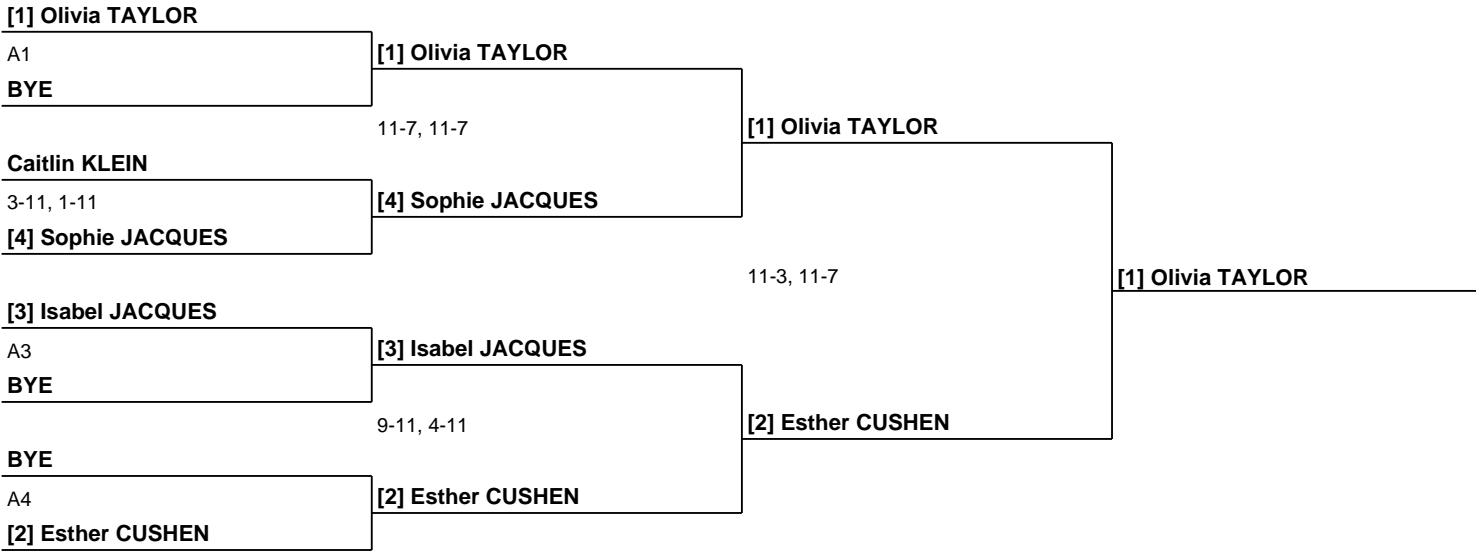 [1] Olivia TAYLOR
A1
[1] Olivia TAYLOR
BYE
11-7, 11-7
[1] Olivia TAYLOR
Caitlin KLEIN
3-11, 1-11
[4] Sophie JACQUES
[4] Sophie JACQUES
11-3, 11-7
[1] Olivia TAYLOR
[3] Isabel JACQUES
A3
[3] Isabel JACQUES
BYE
9-11, 4-11
[2] Esther CUSHEN
BYE
A4
[2] Esther CUSHEN
[2] Esther CUSHEN